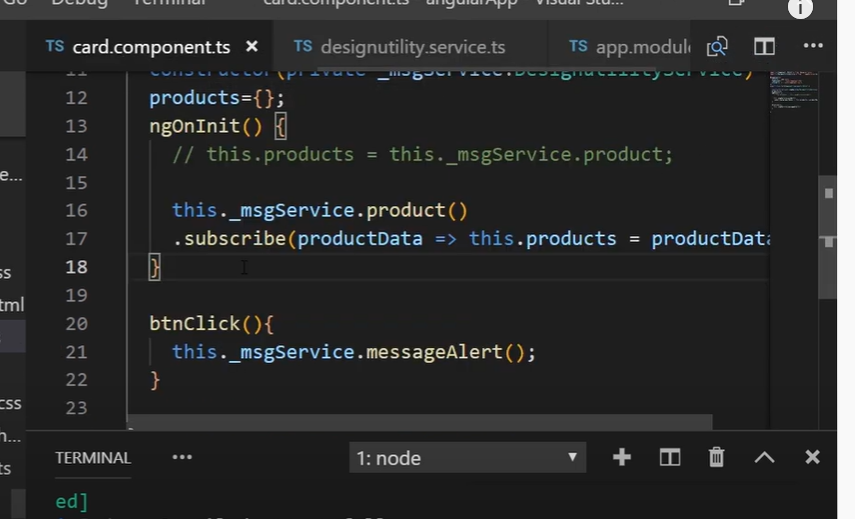 Go Debug Terminal card.component.ts - angularApp - Visual Stu...
TS card.component.ts × TS designutility.service.ts TS app.modul
11 constructor(private _msgService:DesignutilityService)
12 products={};
13 ngOnInit() {
14 // this.products = this._msgService.product;
15
16 this._msgService.product()
17 .subscribe(productData => this.products = productData
18 }
19
20 btnClick(){
21 this._msgService.messageAlert();
22 }
23
e...
ss
tml
css
h...
ts
TERMINAL ... 1: node
ed]